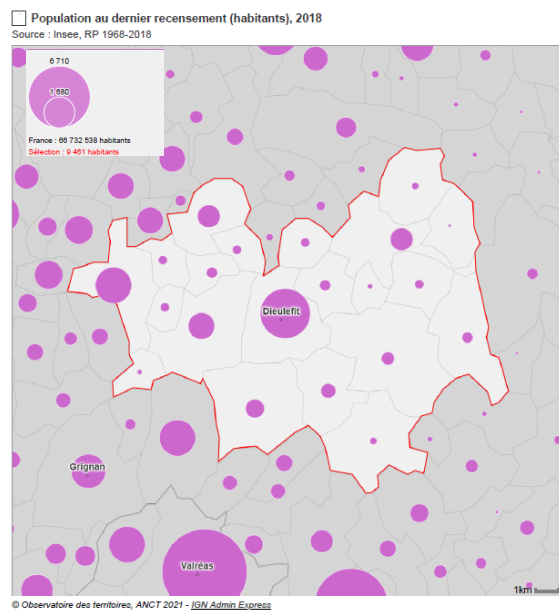 Population au dernier recensement (habitants), 2018
Source : Insee, RP 1968-2018
6 710
1 680
France : 66 732 538 habitants
Sélection : 9 461 habitants
Dieulefit
Grignan
Valréas
1km
© Observatoire des territoires, ANCT 2021 - IGN Admin Express